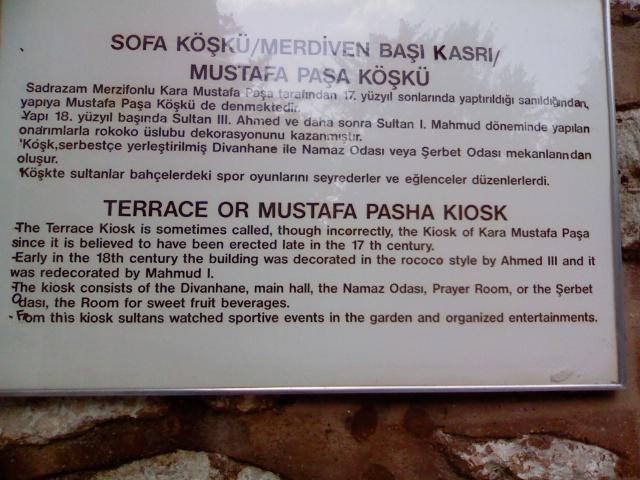 SOFA KÖŞKÜ/MERDİVEN BAŞI KASRI/
MUSTAFA PAŞA KÖŞKÜ
Sadrazam Merzifonlu Kara Mustafa Paşa tarafından 17. yüzyıl sonlarında yaptırıldığı sanıldığından,
yapıya Mustafa Paşa Köşkü de denmektedir.
-Yapı 18. yüzyıl başında Sultan III. Ahmed ve daha sonra Sultan I. Mahmud döneminde yapılan
onarımlarla rokoko üslubu dekorasyonunu kazanmıştır.
'Köşk,serbestçe yerleştirilmiş Divanhane ile Namaz Odası veya Şerbet Odası mekanlarından
oluşur.
'Köşkte sultanlar bahçelerdeki spor oyunlarını seyrederler ve eğlenceler düzenlerlerdi.
TERRACE OR MUSTAFA PASHA KIOSK
-The Terrace Kiosk is sometimes called, though incorrectly, the Kiosk of Kara Mustafa Paşa
since it is believed to have been erected late in the 17 th century.
-Early in the 18th century the building was decorated in the rococo style by Ahmed III and it
was redecorated by Mahmud I.
-The kiosk consists of the Divanhane, main hall, the Namaz Odası, Prayer Room, or the Şerbet
Odası, the Room for sweet fruit beverages.
-From this kiosk sultans watched sportive events in the garden and organized entertainments.